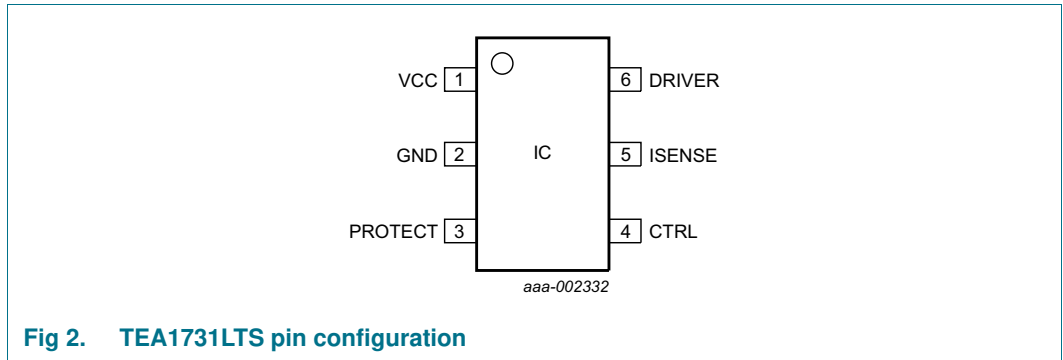 VCC 1 6 DRIVER
GND 2 IC 5 ISENSE
PROTECT 3 4 CTRL
aaa-002332
Fig 2. TEA1731LTS pin configuration